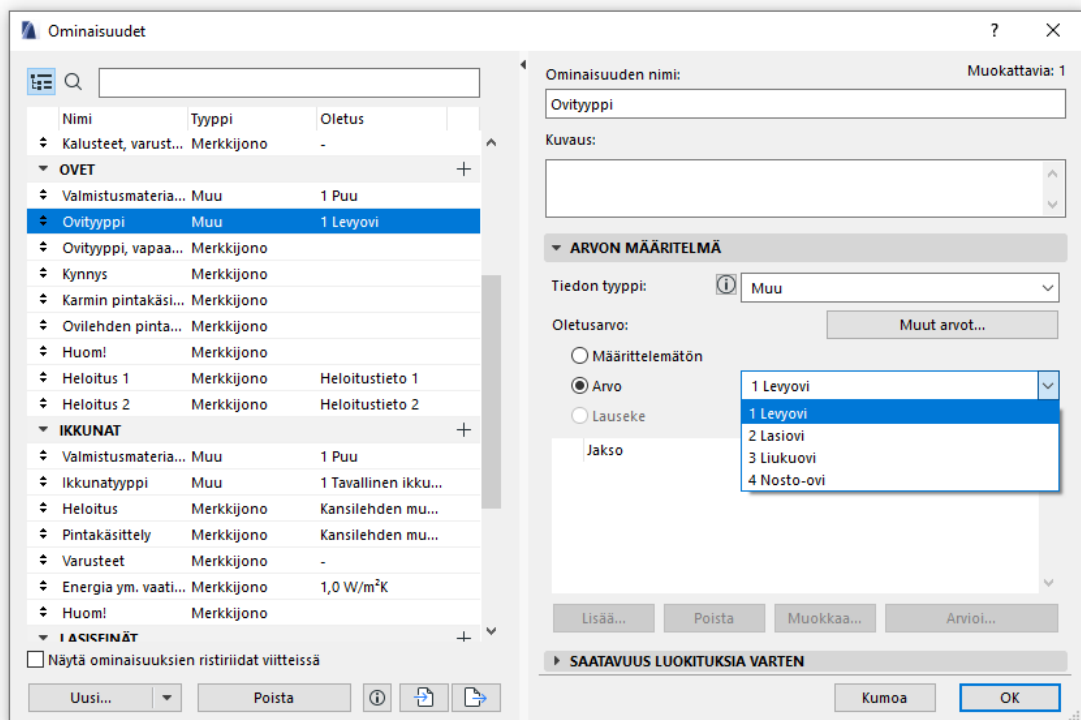 Ominaisuudet
?
Nimi Tyyppi Oletus
Kalusteet, varust... Merkkijono -
OVET
Valmistusmateria... Muu 1 Puu
Ovityyppi Muu 1 Levyovi
Ovityyppi, vapaa... Merkkijono
Kynnys Merkkijono
Karmin pintakäsi... Merkkijono
Ovilehden pinta... Merkkijono
Huom! Merkkijono
Heloitus 1 Merkkijono Heloitustieto 1
Heloitus 2 Merkkijono Heloitustieto 2
IKKUNAT
Valmistusmateria... Muu 1 Puu
Ikkunatyyppi Muu 1 Tavallinen ikku...
Heloitus Merkkijono Kansilehden mu...
Pintakäsittely Merkkijono Kansilehden mu...
Varusteet Merkkijono -
Energia ym. vaati... Merkkijono 1,0 W/m²K
Huom! Merkkijono
LASISEINÄT
Näytä ominaisuuksien ristiriidat viitteissä
Uusi... Poista
Ominaisuuden nimi: Muokattavia: 1
Ovityyppi
Kuvaus:
ARVON MÄÄRITELMÄ
Tiedon tyyppi: Muu
Oletusarvo: Muut arvot...
Määrittelemätön
Arvo 1 Levyovi
Lauseke 1 Levyovi
2 Lasiovi
Jakso 3 Liukuovi
4 Nosto-ovi
Lisää... Poista Muokkaa... Arvioi...
SAATAVUUS LUOKITUKSIA VARTEN
Kumoa OK